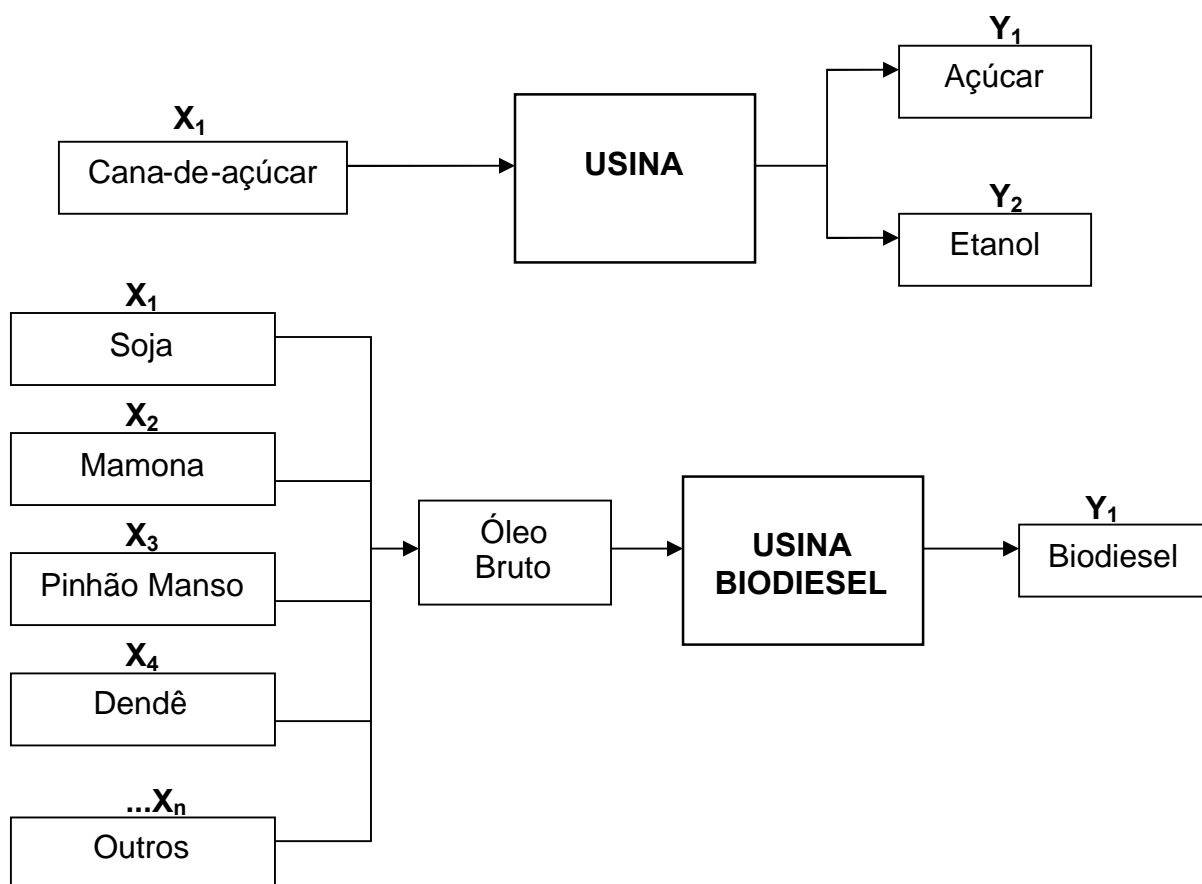 Y₁
Açúcar
X₁
Cana-de-açúcar
USINA
Y₂
Etanol
X₁
Soja
X₂
Mamona
X₃
Pinhão Manso
X₄
Dendê
...Xₙ
Outros
Óleo
Bruto
USINA
BIODIESEL
Y₁
Biodiesel